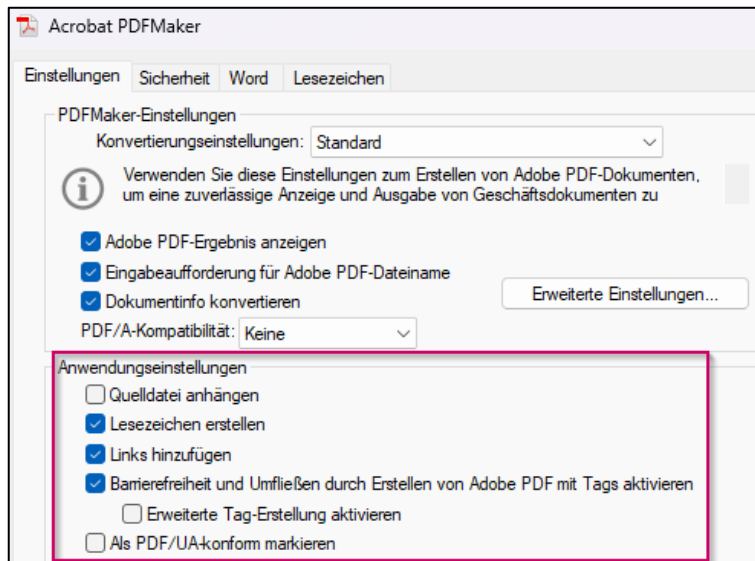 Acrobat PDFMaker
Einstellungen Sicherheit Word Lesezeichen
PDFMaker-Einstellungen
Konvertierungseinstellungen: Standard
Verwenden Sie diese Einstellungen zum Erstellen von Adobe PDF-Dokumenten,
um eine zuverlässige Anzeige und Ausgabe von Geschäftsdokumenten zu
Adobe PDF-Ergebnis anzeigen
Eingabeaufforderung für Adobe PDF-Dateiname
Dokumentinfo konvertieren
Erweiterte Einstellungen...
PDF/A-Kompatibilität: Keine
Anwendungseinstellungen
Quelldatei anhängen
Lesezeichen erstellen
Links hinzufügen
Barrierefreiheit und Umfließen durch Erstellen von Adobe PDF mit Tags aktivieren
Erweiterte Tag-Erstellung aktivieren
Als PDF/UA-konform markieren